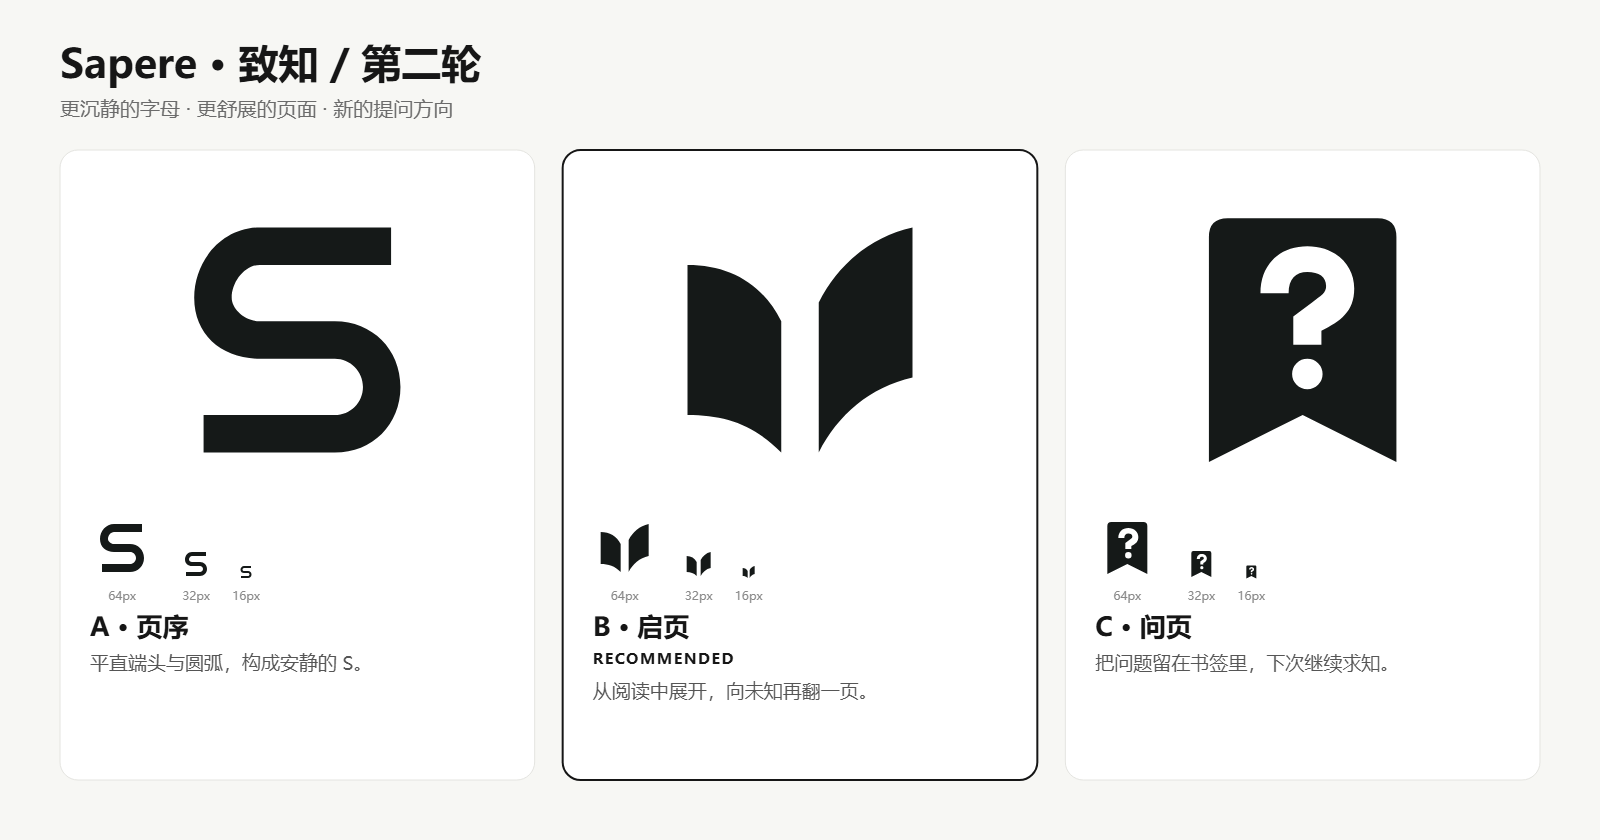 Sapere · 致知 / 第二轮
更沉静的字母 · 更舒展的页面 · 新的提问方向
S
?
64px 32px 16px
64px 32px 16px
64px 32px 16px
A · 页序
平直端头与圆弧，构成安静的 S。
B · 启页
RECOMMENDED
从阅读中展开，向未知再翻一页。
C · 问页
把问题留在书签里，下次继续求知。